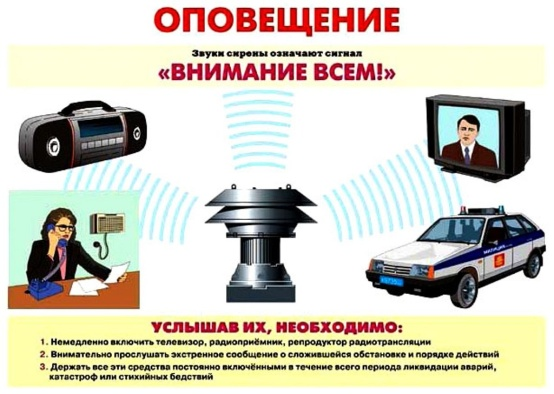 ОПОВЕЩЕНИЕ
Звуки сирены означают сигнал
«ВНИМАНИЕ ВСЕМ!»
МИЛИЦИЯ
УСЛЫШАВ ИХ, НЕОБХОДИМО:
1. Немедленно включить телевизор, радиоприёмник, репродуктор радиотрансляции
2. Внимательно прослушать экстренное сообщение о сложившейся обстановке и порядке действий
3. Держать все эти средства постоянно включёнными в течение всего периода ликвидации аварий,
катастроф или стихийных бедствий